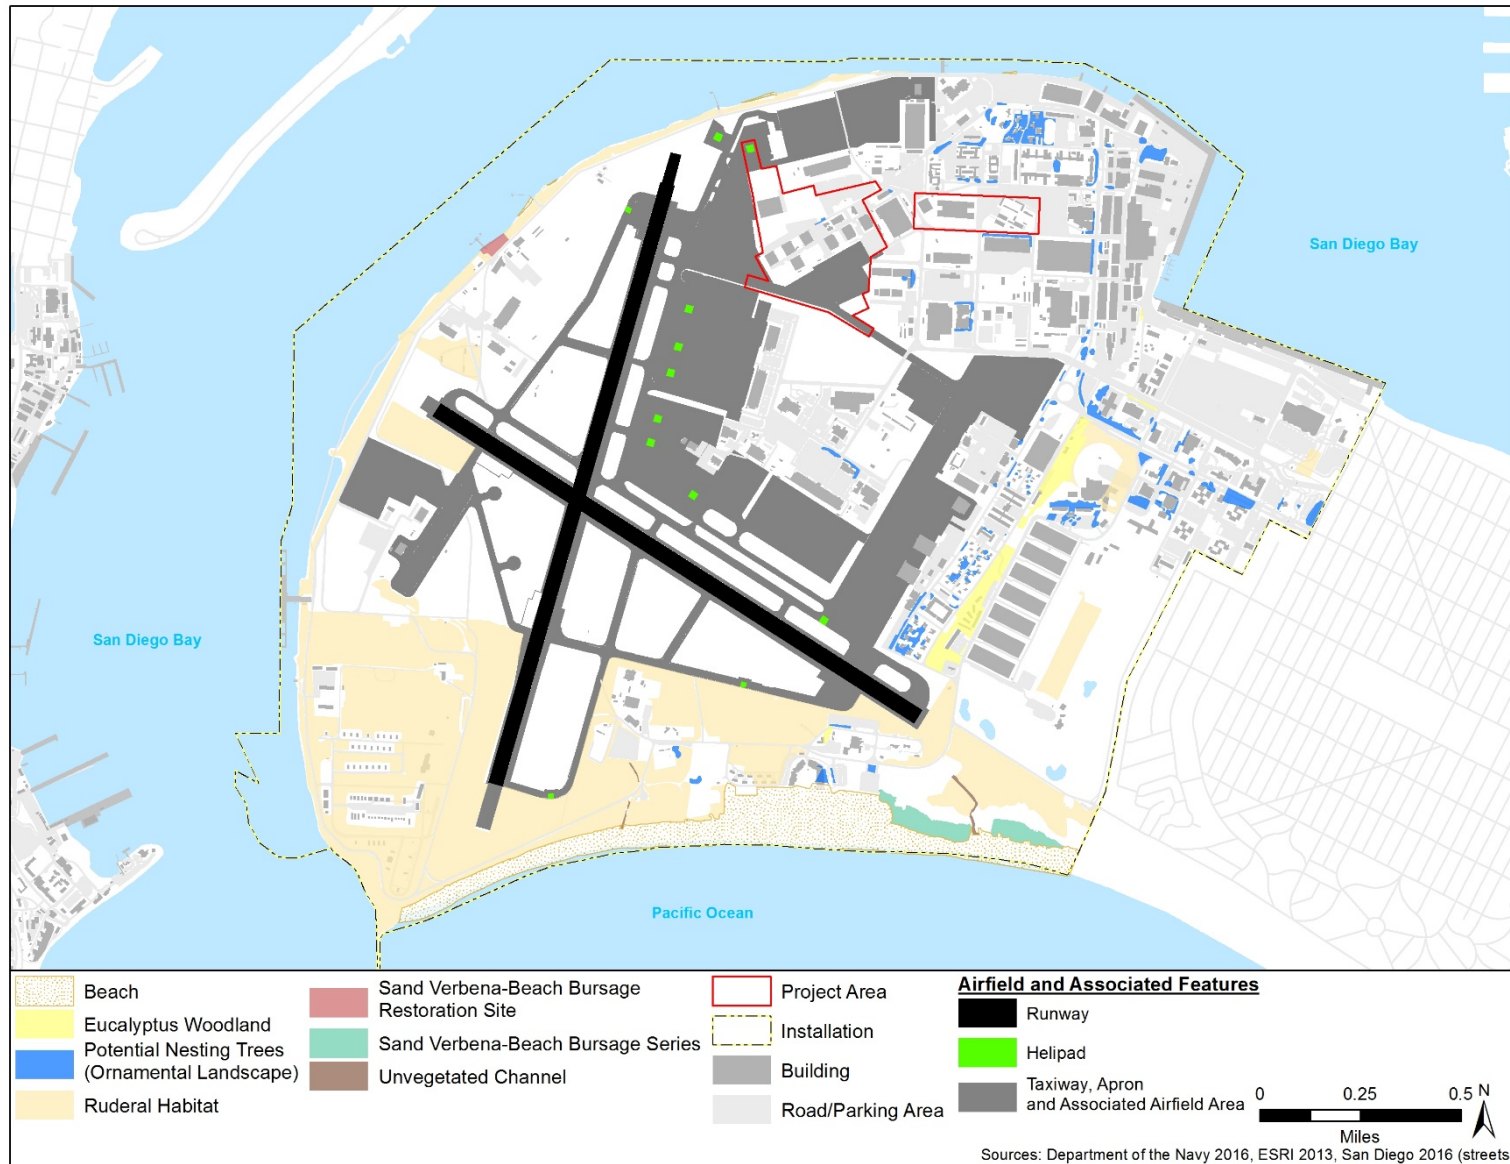 San Diego Bay
San Diego Bay
Pacific Ocean
Beach
Eucalyptus Woodland
Potential Nesting Trees
(Ornamental Landscape)
Ruderal Habitat
Sand Verbena-Beach Bursage
Restoration Site
Sand Verbena-Beach Bursage Series
Unvegetated Channel
Project Area
Installation
Building
Road/Parking Area
Airfield and Associated Features
Runway
Helipad
Taxiway, Apron
and Associated Airfield Area
0 0.25 0.5
Miles
N
Sources: Department of the Navy 2016, ESRI 2013, San Diego 2016 (streets